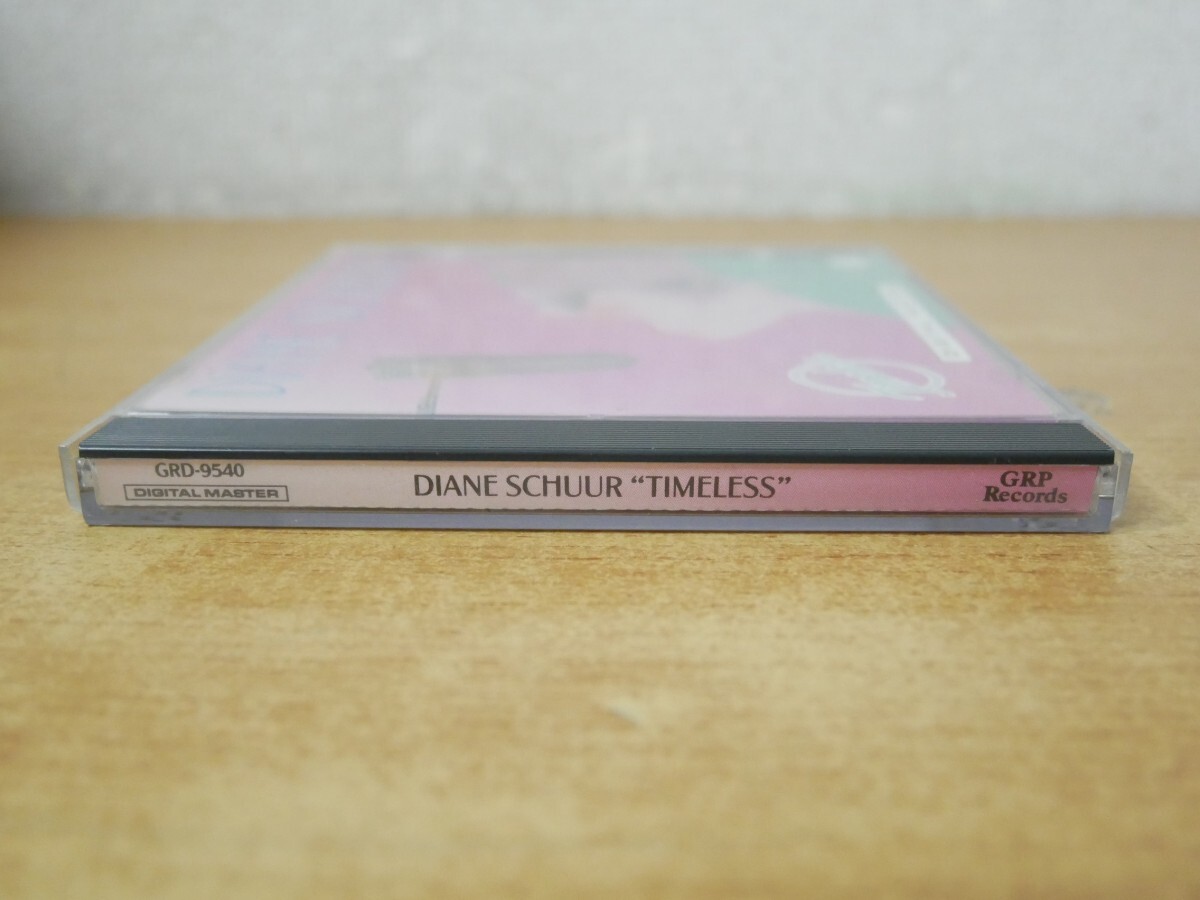 GRD-9540
DIGITAL MASTER
DIANE SCHUUR “TIMELESS”
GRP
Records